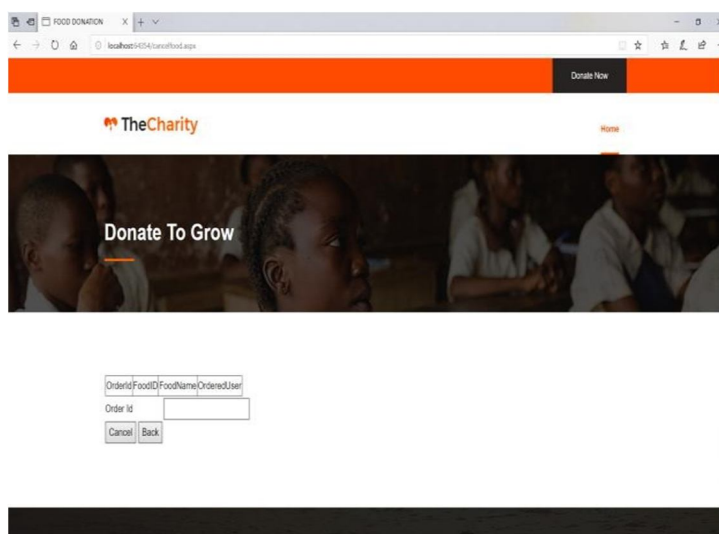 FOOD DONATION
localhost:64354/cancelfood.aspx
Donate Now
TheCharity
Home
Donate To Grow
OrderId FoodID FoodName OrderedUser
Order Id
Cancel Back